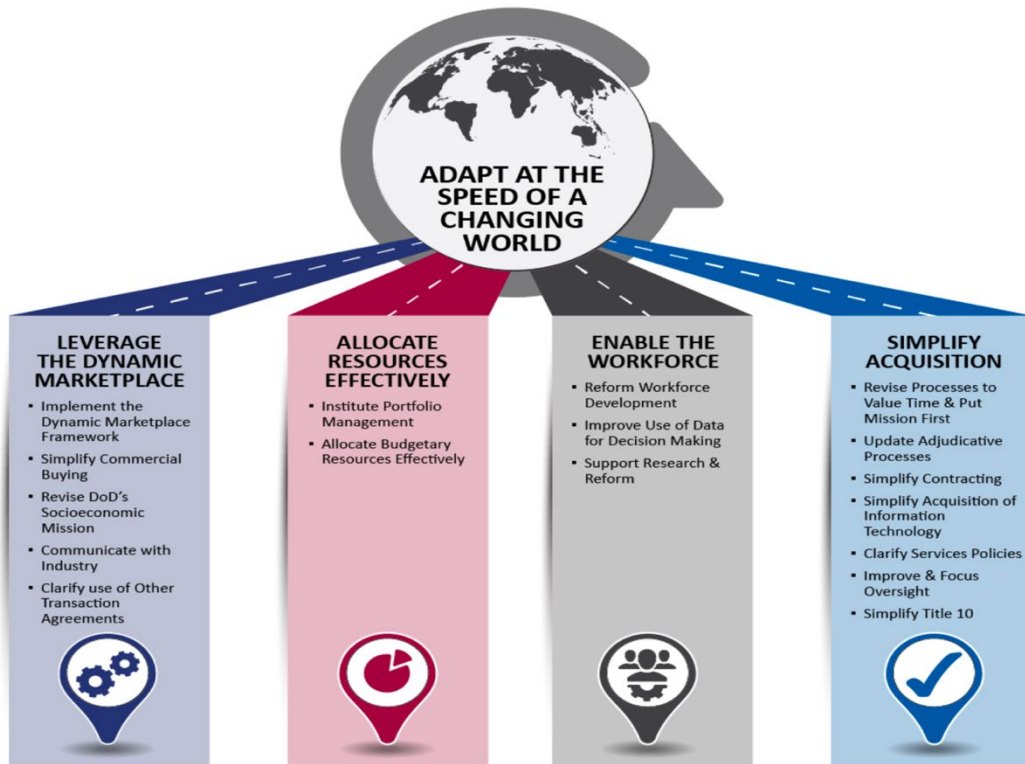 ADAPT AT THE
SPEED OF A
CHANGING
WORLD
LEVERAGE
THE DYNAMIC
MARKETPLACE
▪ Implement the
Dynamic Marketplace
Framework
▪ Simplify Commercial
Buying
▪ Revise DoD's
Socioeconomic
Mission
▪ Communicate with
Industry
▪ Clarify use of Other
Transaction
Agreements
ALLOCATE
RESOURCES
EFFECTIVELY
▪ Institute Portfolio
Management
▪ Allocate Budgetary
Resources Effectively
ENABLE THE
WORKFORCE
▪ Reform Workforce
Development
▪ Improve Use of Data
for Decision Making
▪ Support Research &
Reform
SIMPLIFY
ACQUISITION
▪ Revise Processes to
Value Time & Put
Mission First
▪ Update Adjudicative
Processes
▪ Simplify Contracting
▪ Simplify Acquisition of
Information
Technology
▪ Clarify Services Policies
▪ Improve & Focus
Oversight
▪ Simplify Title 10